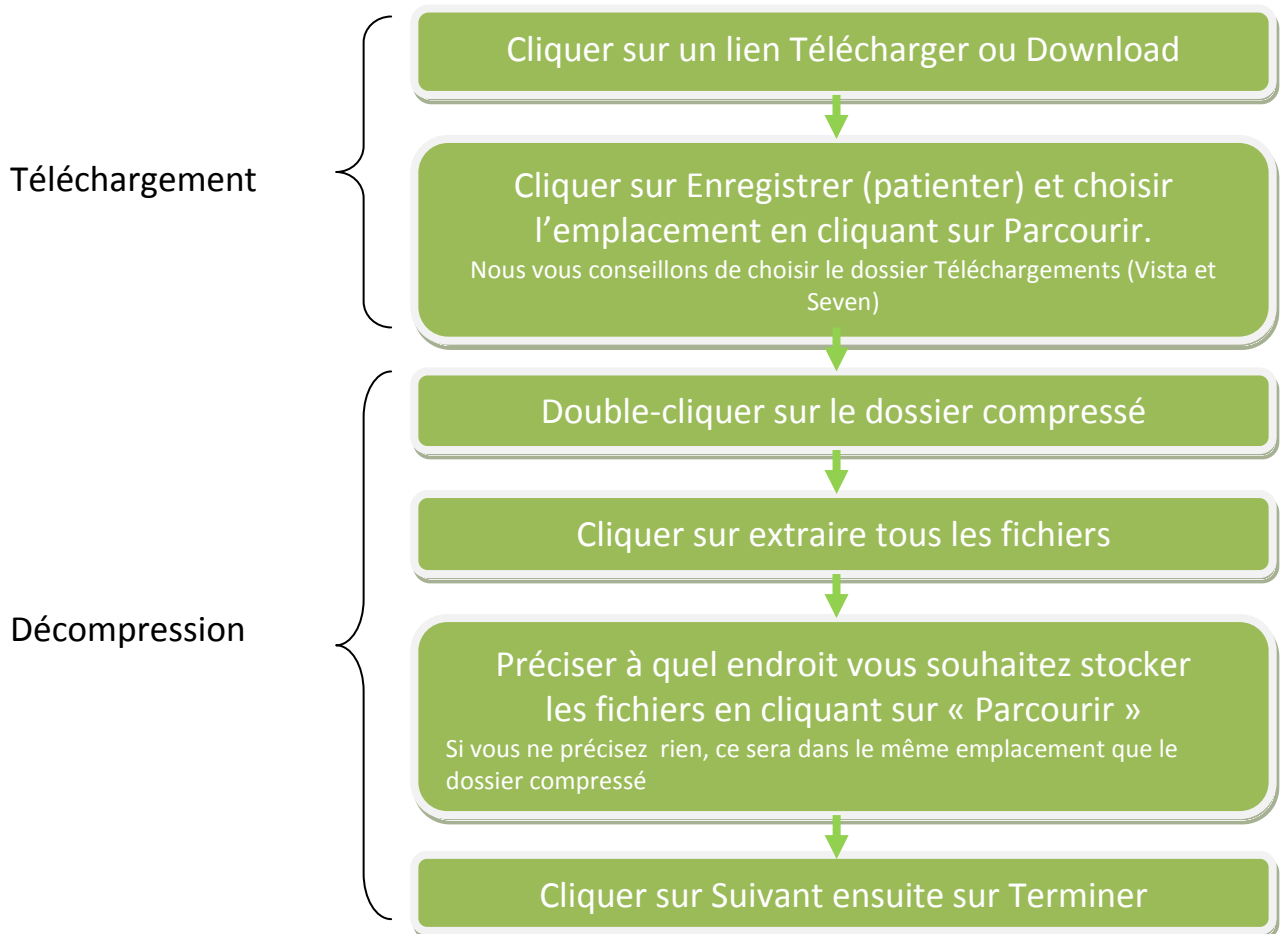 Cliquer sur un lien Télécharger ou Download
Téléchargement
Cliquer sur Enregistrer (patienter) et choisir
l’emplacement en cliquant sur Parcourir.
Nous vous conseillons de choisir le dossier Téléchargements (Vista et
Seven)
Double-cliquer sur le dossier compressé
Cliquer sur extraire tous les fichiers
Décompression
Préciser à quel endroit vous souhaitez stocker
les fichiers en cliquant sur « Parcourir »
Si vous ne précisez rien, ce sera dans le même emplacement que le
dossier compressé
Cliquer sur Suivant ensuite sur Terminer